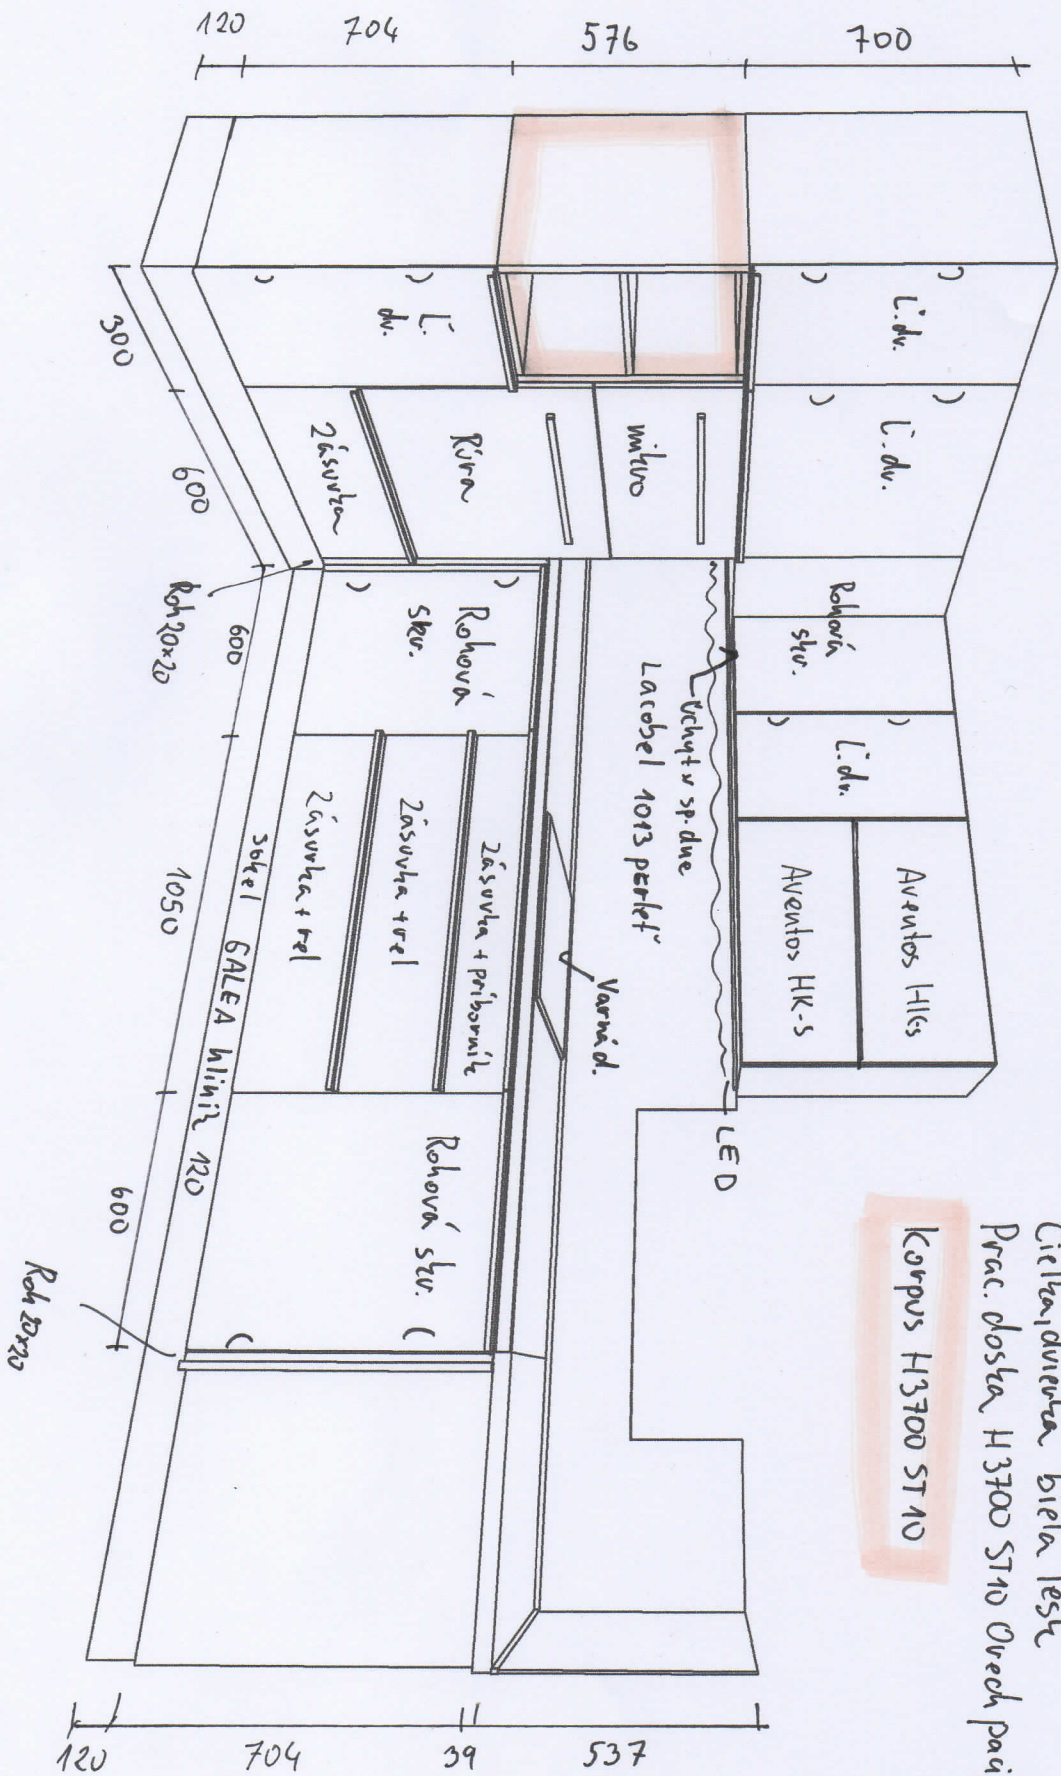 Čielka, dvierka biela lesk
Prac. doska H3700 ST10 Orech paci
Korpus H3700 ST10
700
576
704
120
Ľ.dv.
Ľ.dv.
Rohová
skr.
Ľ.dv.
Aventos HKs
Aventos HK-S
mikro
Rúra
Zásuvka
Ľ.
dv.
úchyt v sp. dne
Lacobel 1013 perleť
LED
Varná d.
Rohová
skr.
Zásuvka + príborník
Zásuvka + rel
Zásuvka + rel
Rohová skr.
sokel GALEA hliník 120
300
600
Roh 20x20
600
1050
600
Roh 20x20
537
39
704
120